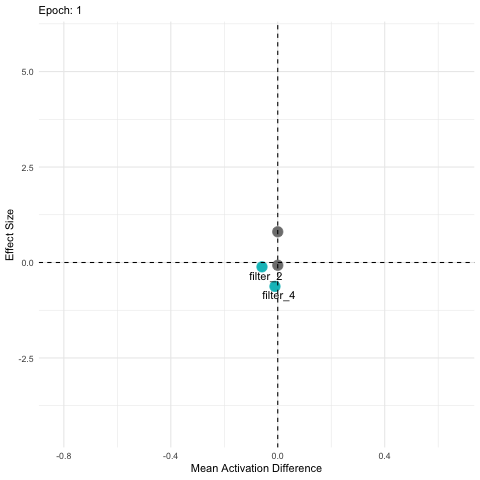 Epoch: 1
5.0
2.5
0.0
-2.5
Effect Size
filter_2
filter_4
-0.8
-0.4
0.0
0.4
Mean Activation Difference